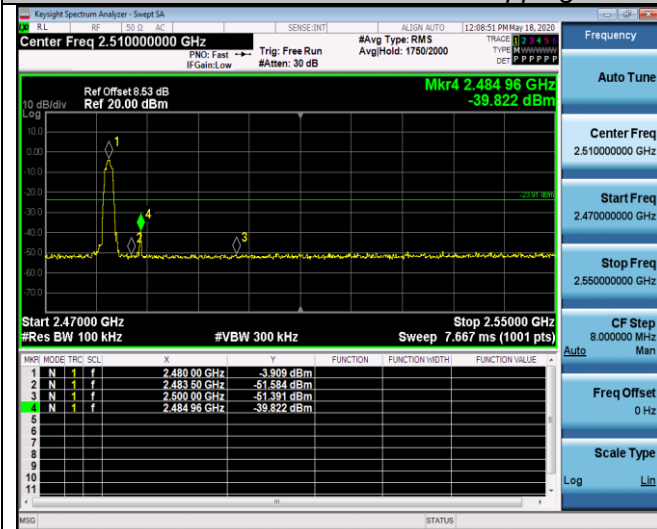 Keysight Spectrum Analyzer - Swept SA
RL RF 50 Ω AC SENSE:INT ALIGN AUTO 12:08:51 PM May 18, 2020
Center Freq 2.510000000 GHz
PNO: Fast
IFGain:Low
Trig: Free Run
#Atten: 30 dB
#Avg Type: RMS
Avg|Hold: 1750/2000
TRACE 1 2 3 4 5 6
TYPE M WWWWW
DET P P P P P P
Ref Offset 8.53 dB
Ref 20.00 dBm
10 dB/div
Log
Mkr4 2.484 96 GHz
-39.822 dBm
10.0
0.00
-10.0
-20.0
-30.0
-40.0
-50.0
-60.0
-70.0
1
2
3
4
Start 2.47000 GHz
#Res BW 100 kHz
#VBW 300 kHz
Stop 2.55000 GHz
Sweep 7.667 ms (1001 pts)
MKR MODE TRC SCL X Y FUNCTION FUNCTION WIDTH FUNCTION VALUE
1 N 1 f 2.480 00 GHz -3.909 dBm
2 N 1 f 2.483 50 GHz -51.584 dBm
3 N 1 f 2.500 00 GHz -51.391 dBm
4 N 1 f 2.484 96 GHz -39.822 dBm
5
6
7
8
9
10
11
MSG
STATUS
Frequency
Auto Tune
Center Freq
2.510000000 GHz
Start Freq
2.470000000 GHz
Stop Freq
2.550000000 GHz
CF Step
8.000000 MHz
Auto Man
Freq Offset
0 Hz
Scale Type
Log Lin